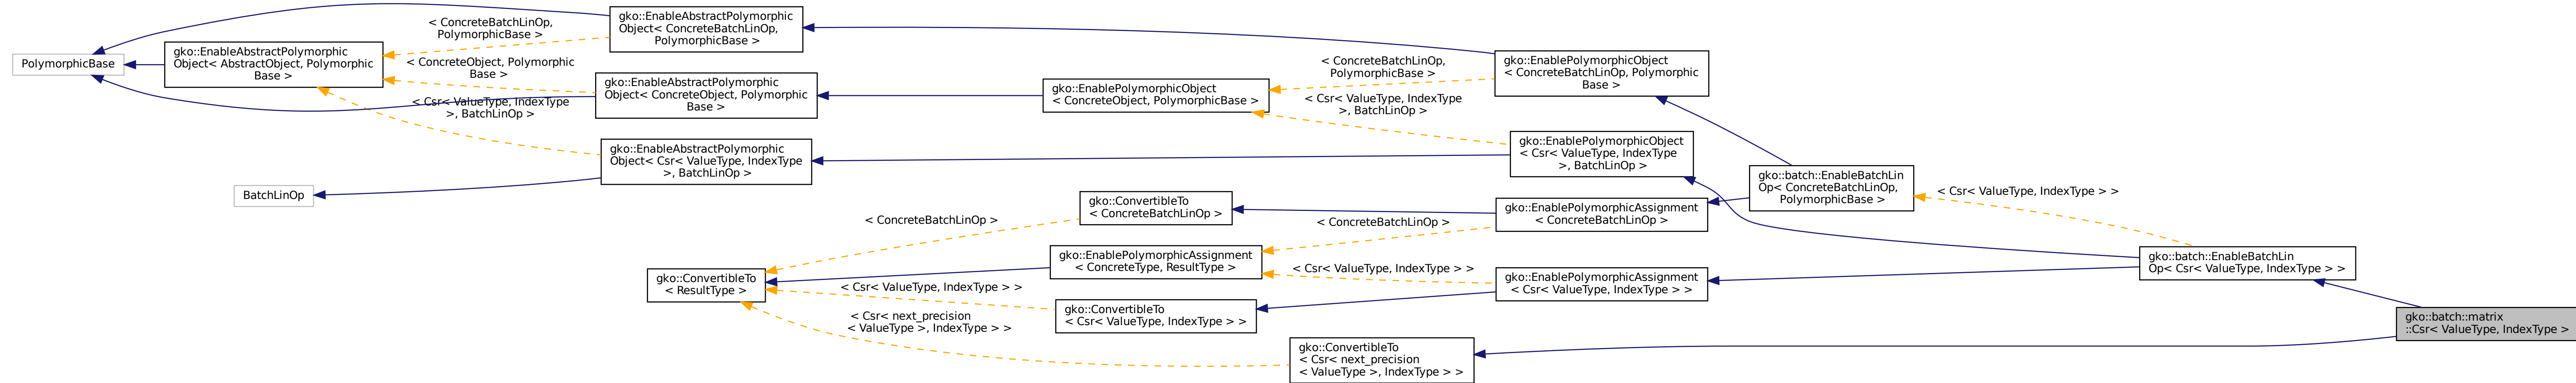 PolymorphicBase
gko::EnableAbstractPolymorphic
Object< AbstractObject, Polymorphic
Base >
< ConcreteBatchLinOp,
PolymorphicBase >
< ConcreteObject, Polymorphic
Base >
< Csr< ValueType, IndexType
>, BatchLinOp >
BatchLinOp
gko::EnableAbstractPolymorphic
Object< ConcreteBatchLinOp,
PolymorphicBase >
gko::EnableAbstractPolymorphic
Object< ConcreteObject, Polymorphic
Base >
gko::EnableAbstractPolymorphic
Object< Csr< ValueType, IndexType
>, BatchLinOp >
gko::ConvertibleTo
< ResultType >
< ConcreteBatchLinOp >
< Csr< ValueType, IndexType > >
< Csr< next_precision
< ValueType >, IndexType > >
gko::EnablePolymorphicObject
< ConcreteObject, PolymorphicBase >
gko::ConvertibleTo
< ConcreteBatchLinOp >
gko::EnablePolymorphicAssignment
< ConcreteType, ResultType >
gko::ConvertibleTo
< Csr< ValueType, IndexType > >
< ConcreteBatchLinOp,
PolymorphicBase >
< Csr< ValueType, IndexType
>, BatchLinOp >
< ConcreteBatchLinOp >
< Csr< ValueType, IndexType > >
gko::ConvertibleTo
< Csr< next_precision
< ValueType >, IndexType > >
gko::EnablePolymorphicObject
< ConcreteBatchLinOp, Polymorphic
Base >
gko::EnablePolymorphicObject
< Csr< ValueType, IndexType
>, BatchLinOp >
gko::EnablePolymorphicAssignment
< ConcreteBatchLinOp >
gko::EnablePolymorphicAssignment
< Csr< ValueType, IndexType > >
gko::batch::EnableBatchLin
Op< ConcreteBatchLinOp,
PolymorphicBase >
< Csr< ValueType, IndexType > >
gko::batch::EnableBatchLin
Op< Csr< ValueType, IndexType > >
gko::batch::matrix
::Csr< ValueType, IndexType >